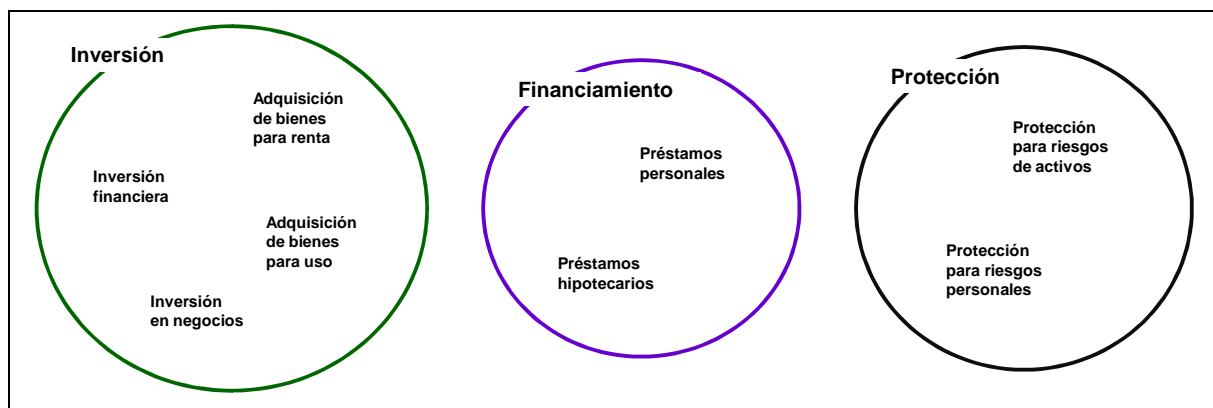 Inversión
Adquisición
de bienes
para renta
Inversión
financiera
Adquisición
de bienes
para uso
Inversión
en negocios
Financiamiento
Préstamos
personales
Préstamos
hipotecarios
Protección
Protección
para riesgos
de activos
Protección
para riesgos
personales